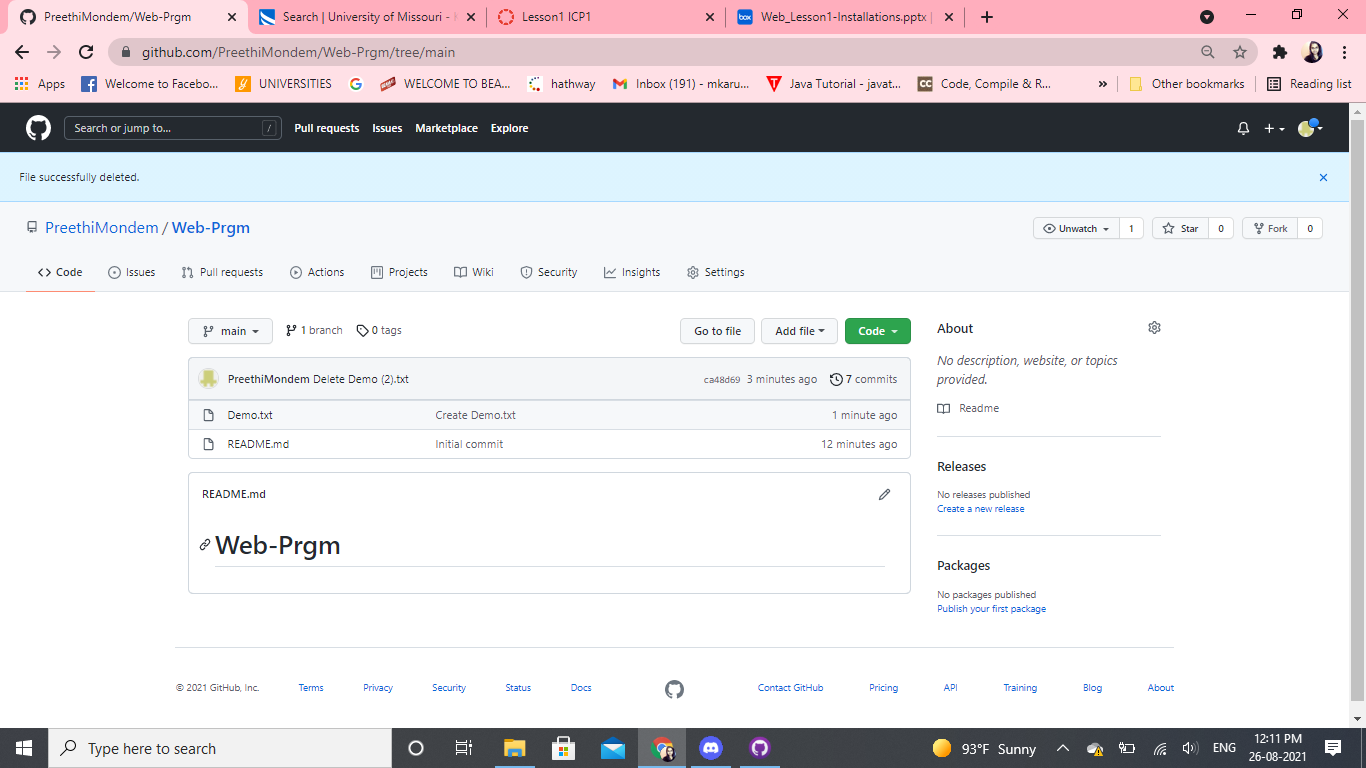 PreethiMondem/Web-Prgm
Search | University of Missouri -
Lesson1 ICP1
Web_Lesson1-Installations.pptx |
github.com/PreethiMondem/Web-Prgm/tree/main
Apps
Welcome to Facebo...
UNIVERSITIES
WELCOME TO BEA...
hathway
Inbox (191) - mkaru...
Java Tutorial - javat...
Code, Compile & R...
»
Other bookmarks
Reading list
Search or jump to...
/
Pull requests
Issues
Marketplace
Explore
File successfully deleted.
PreethiMondem / Web-Prgm
Unwatch
1
Star
0
Fork
0
Code
Issues
Pull requests
Actions
Projects
Wiki
Security
Insights
Settings
main
1 branch
0 tags
Go to file
Add file
Code
PreethiMondem Delete Demo (2).txt
ca48d69 3 minutes ago
7 commits
Demo.txt
Create Demo.txt
1 minute ago
README.md
Initial commit
12 minutes ago
README.md
Web-Prgm
About
No description, website, or topics
provided.
Readme
Releases
No releases published
Create a new release
Packages
No packages published
Publish your first package
© 2021 GitHub, Inc.
Terms
Privacy
Security
Status
Docs
Contact GitHub
Pricing
API
Training
Blog
About
Type here to search
93°F Sunny
ENG
12:11 PM
26-08-2021